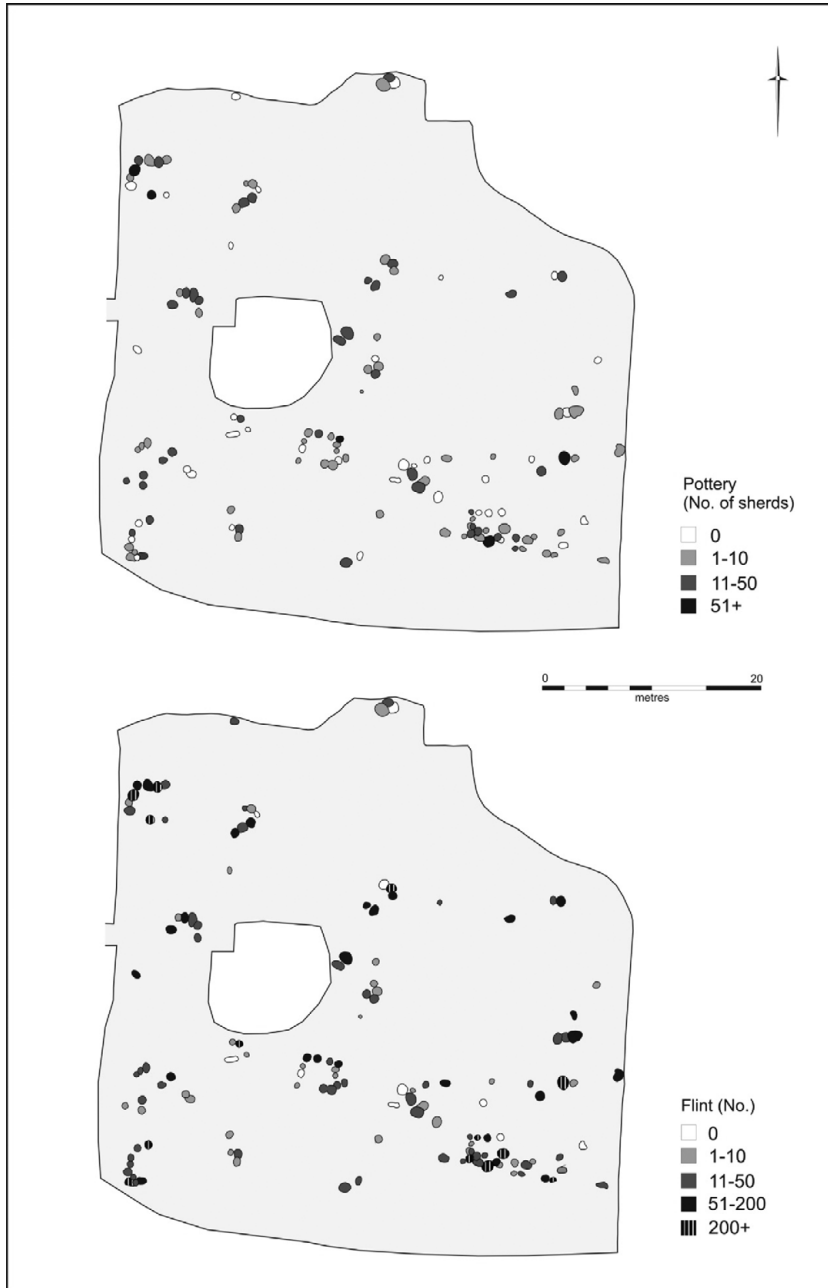 Pottery
(No. of sherds)
0
1-10
11-50
51+
0 20
metres
Flint (No.)
0
1-10
11-50
51-200
200+